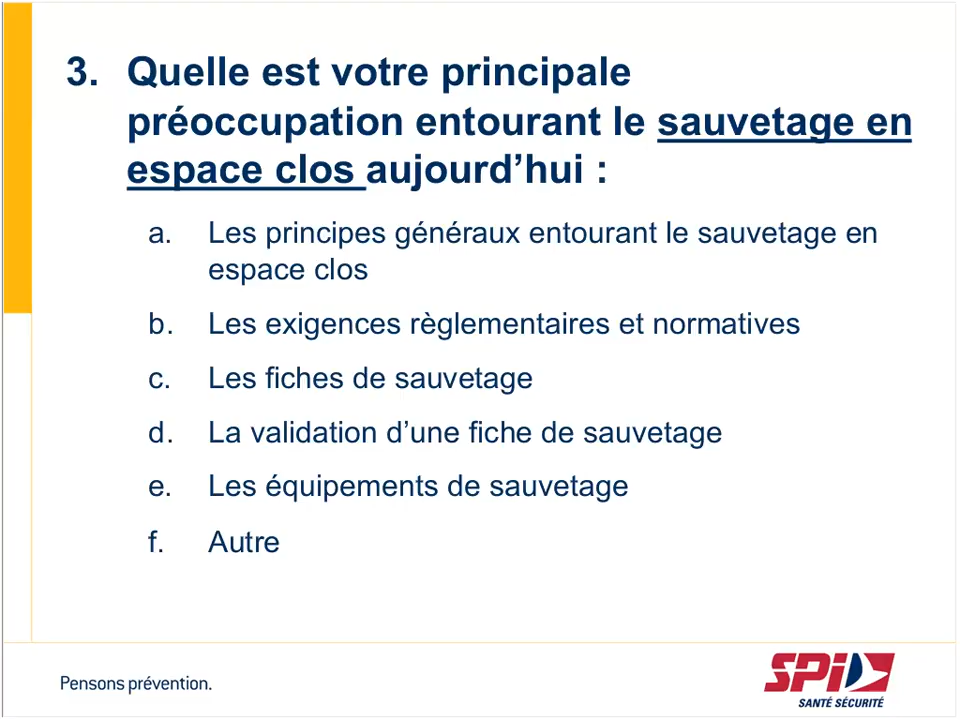 3. Quelle est votre principale
préoccupation entourant le sauvetage en
espace clos aujourd’hui :
a. Les principes généraux entourant le sauvetage en
espace clos
b. Les exigences règlementaires et normatives
c. Les fiches de sauvetage
d. La validation d’une fiche de sauvetage
e. Les équipements de sauvetage
f. Autre
Pensons prévention.
SPI
SANTÉ SÉCURITÉ